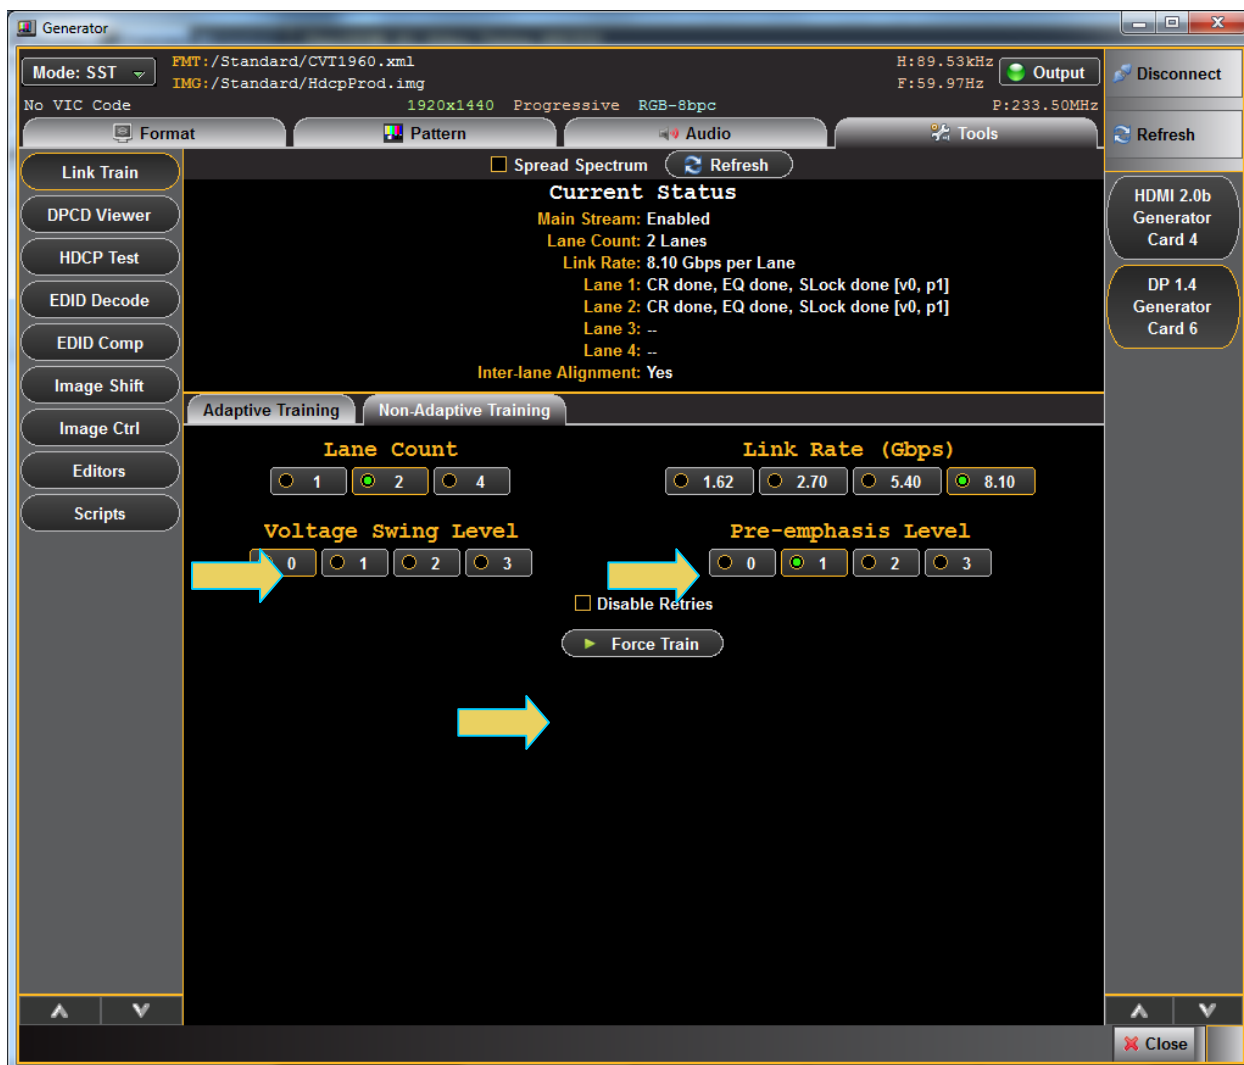 Generator
Mode: SST
FMT:/Standard/CVT1960.xml
IMG:/Standard/HdcpProd.img
H:89.53kHz
F:59.97Hz
Output
Disconnect
No VIC Code
1920x1440 Progressive RGB-8bpc
P:233.50MHz
Format
Pattern
Audio
Tools
Refresh
Link Train
DPCD Viewer
HDCP Test
EDID Decode
EDID Comp
Image Shift
Image Ctrl
Editors
Scripts
Spread Spectrum
Refresh
Current Status
Main Stream: Enabled
Lane Count: 2 Lanes
Link Rate: 8.10 Gbps per Lane
Lane 1: CR done, EQ done, SLock done [v0, p1]
Lane 2: CR done, EQ done, SLock done [v0, p1]
Lane 3: --
Lane 4: --
Inter-lane Alignment: Yes
HDMI 2.0b
Generator
Card 4
DP 1.4
Generator
Card 6
Adaptive Training
Non-Adaptive Training
Lane Count
1 2 4
Link Rate (Gbps)
1.62 2.70 5.40 8.10
Voltage Swing Level
0 1 2 3
Pre-emphasis Level
0 1 2 3
Disable Retries
Force Train
Close